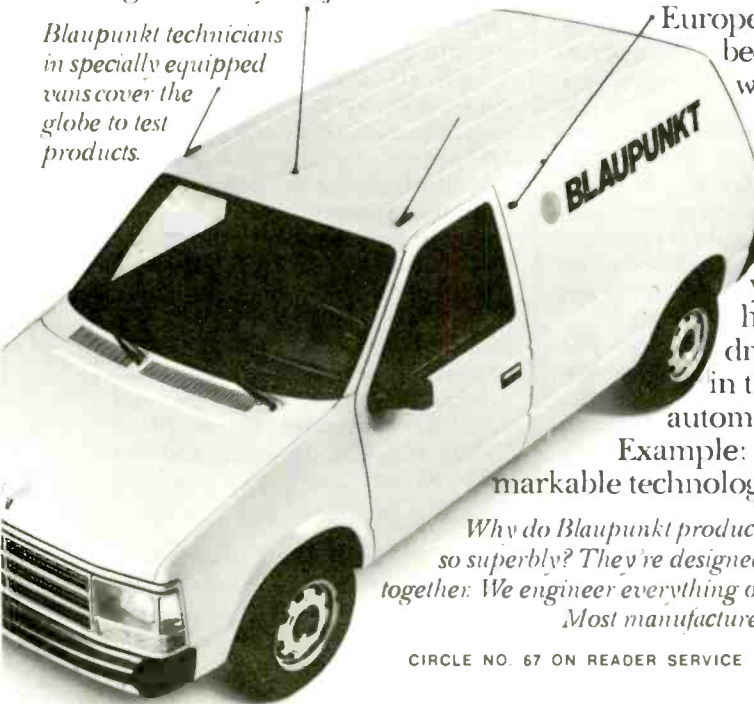 Blaupunkt technicians
in specially equipped
vans cover the
globe to test
products.
Europe
BLAUPUNKT
in t
autom
Example:
markable technolog
Why do Blaupunkt produc
so superbly? They're designed
together. We engineer everything o
Most manufacture
CIRCLE NO. 67 ON READER SERVICE